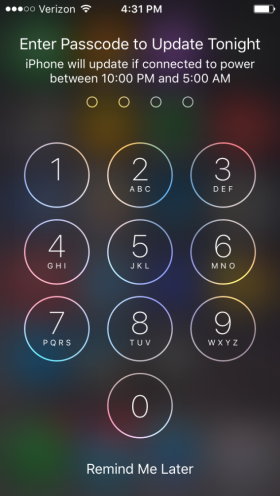 Verizon 4:31 PM
Enter Passcode to Update Tonight
iPhone will update if connected to power
between 10:00 PM and 5:00 AM
1 2 3
ABC DEF
4 5 6
GHI JKL MNO
7 8 9
PQRS TUV WXYZ
0
Remind Me Later